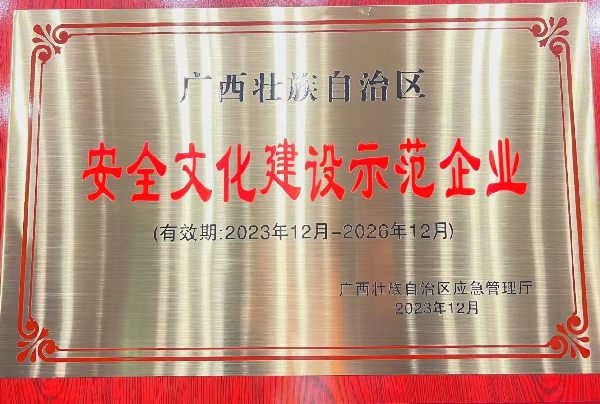 广西壮族自治区
安全文化建设示范企业
(有效期:2023年12月-2026年12月)
广西壮族自治区应急管理厅
2023年12月